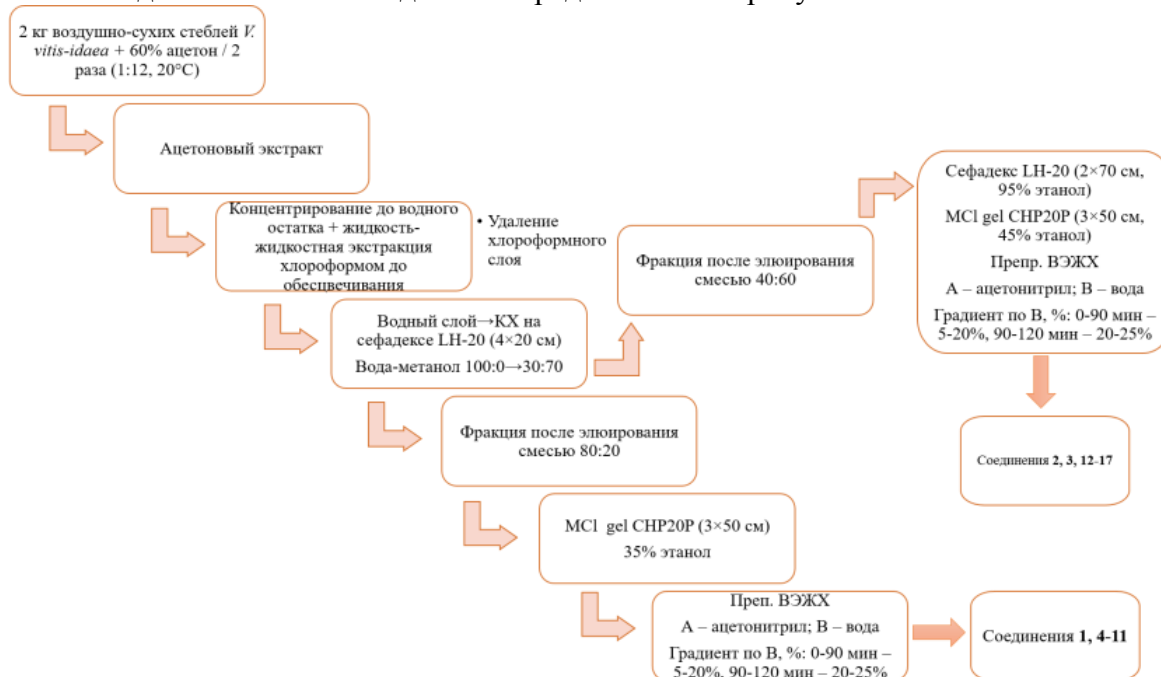 2 кг воздушно-сухих стеблей V.
vitis-idaea + 60% ацетон / 2
раза (1:12, 20°C)
Ацетоновый экстракт
Концентрирование до водного
остатка + жидкость-
жидкостная экстракция
хлороформом до
обесцвечивания
• Удаление
хлороформного
слоя
Водный слой→КХ на
сефадексе LH-20 (4×20 см)
Вода-метанол 100:0→30:70
Фракция после элюирования
смесью 40:60
Сефадекс LH-20 (2×70 см,
95% этанол)
MCl gel CHP20P (3×50 см,
45% этанол)
Препр. ВЭЖХ
А – ацетонитрил; В – вода
Градиент по В, %: 0-90 мин –
5-20%, 90-120 мин – 20-25%
Соединения 2, 3, 12-17
Фракция после элюирования
смесью 80:20
MCl gel CHP20P (3×50 см)
35% этанол
Преп. ВЭЖХ
А – ацетонитрил; В – вода
Градиент по В, %: 0-90 мин –
5-20%, 90-120 мин – 20-25%
Соединения 1, 4-11